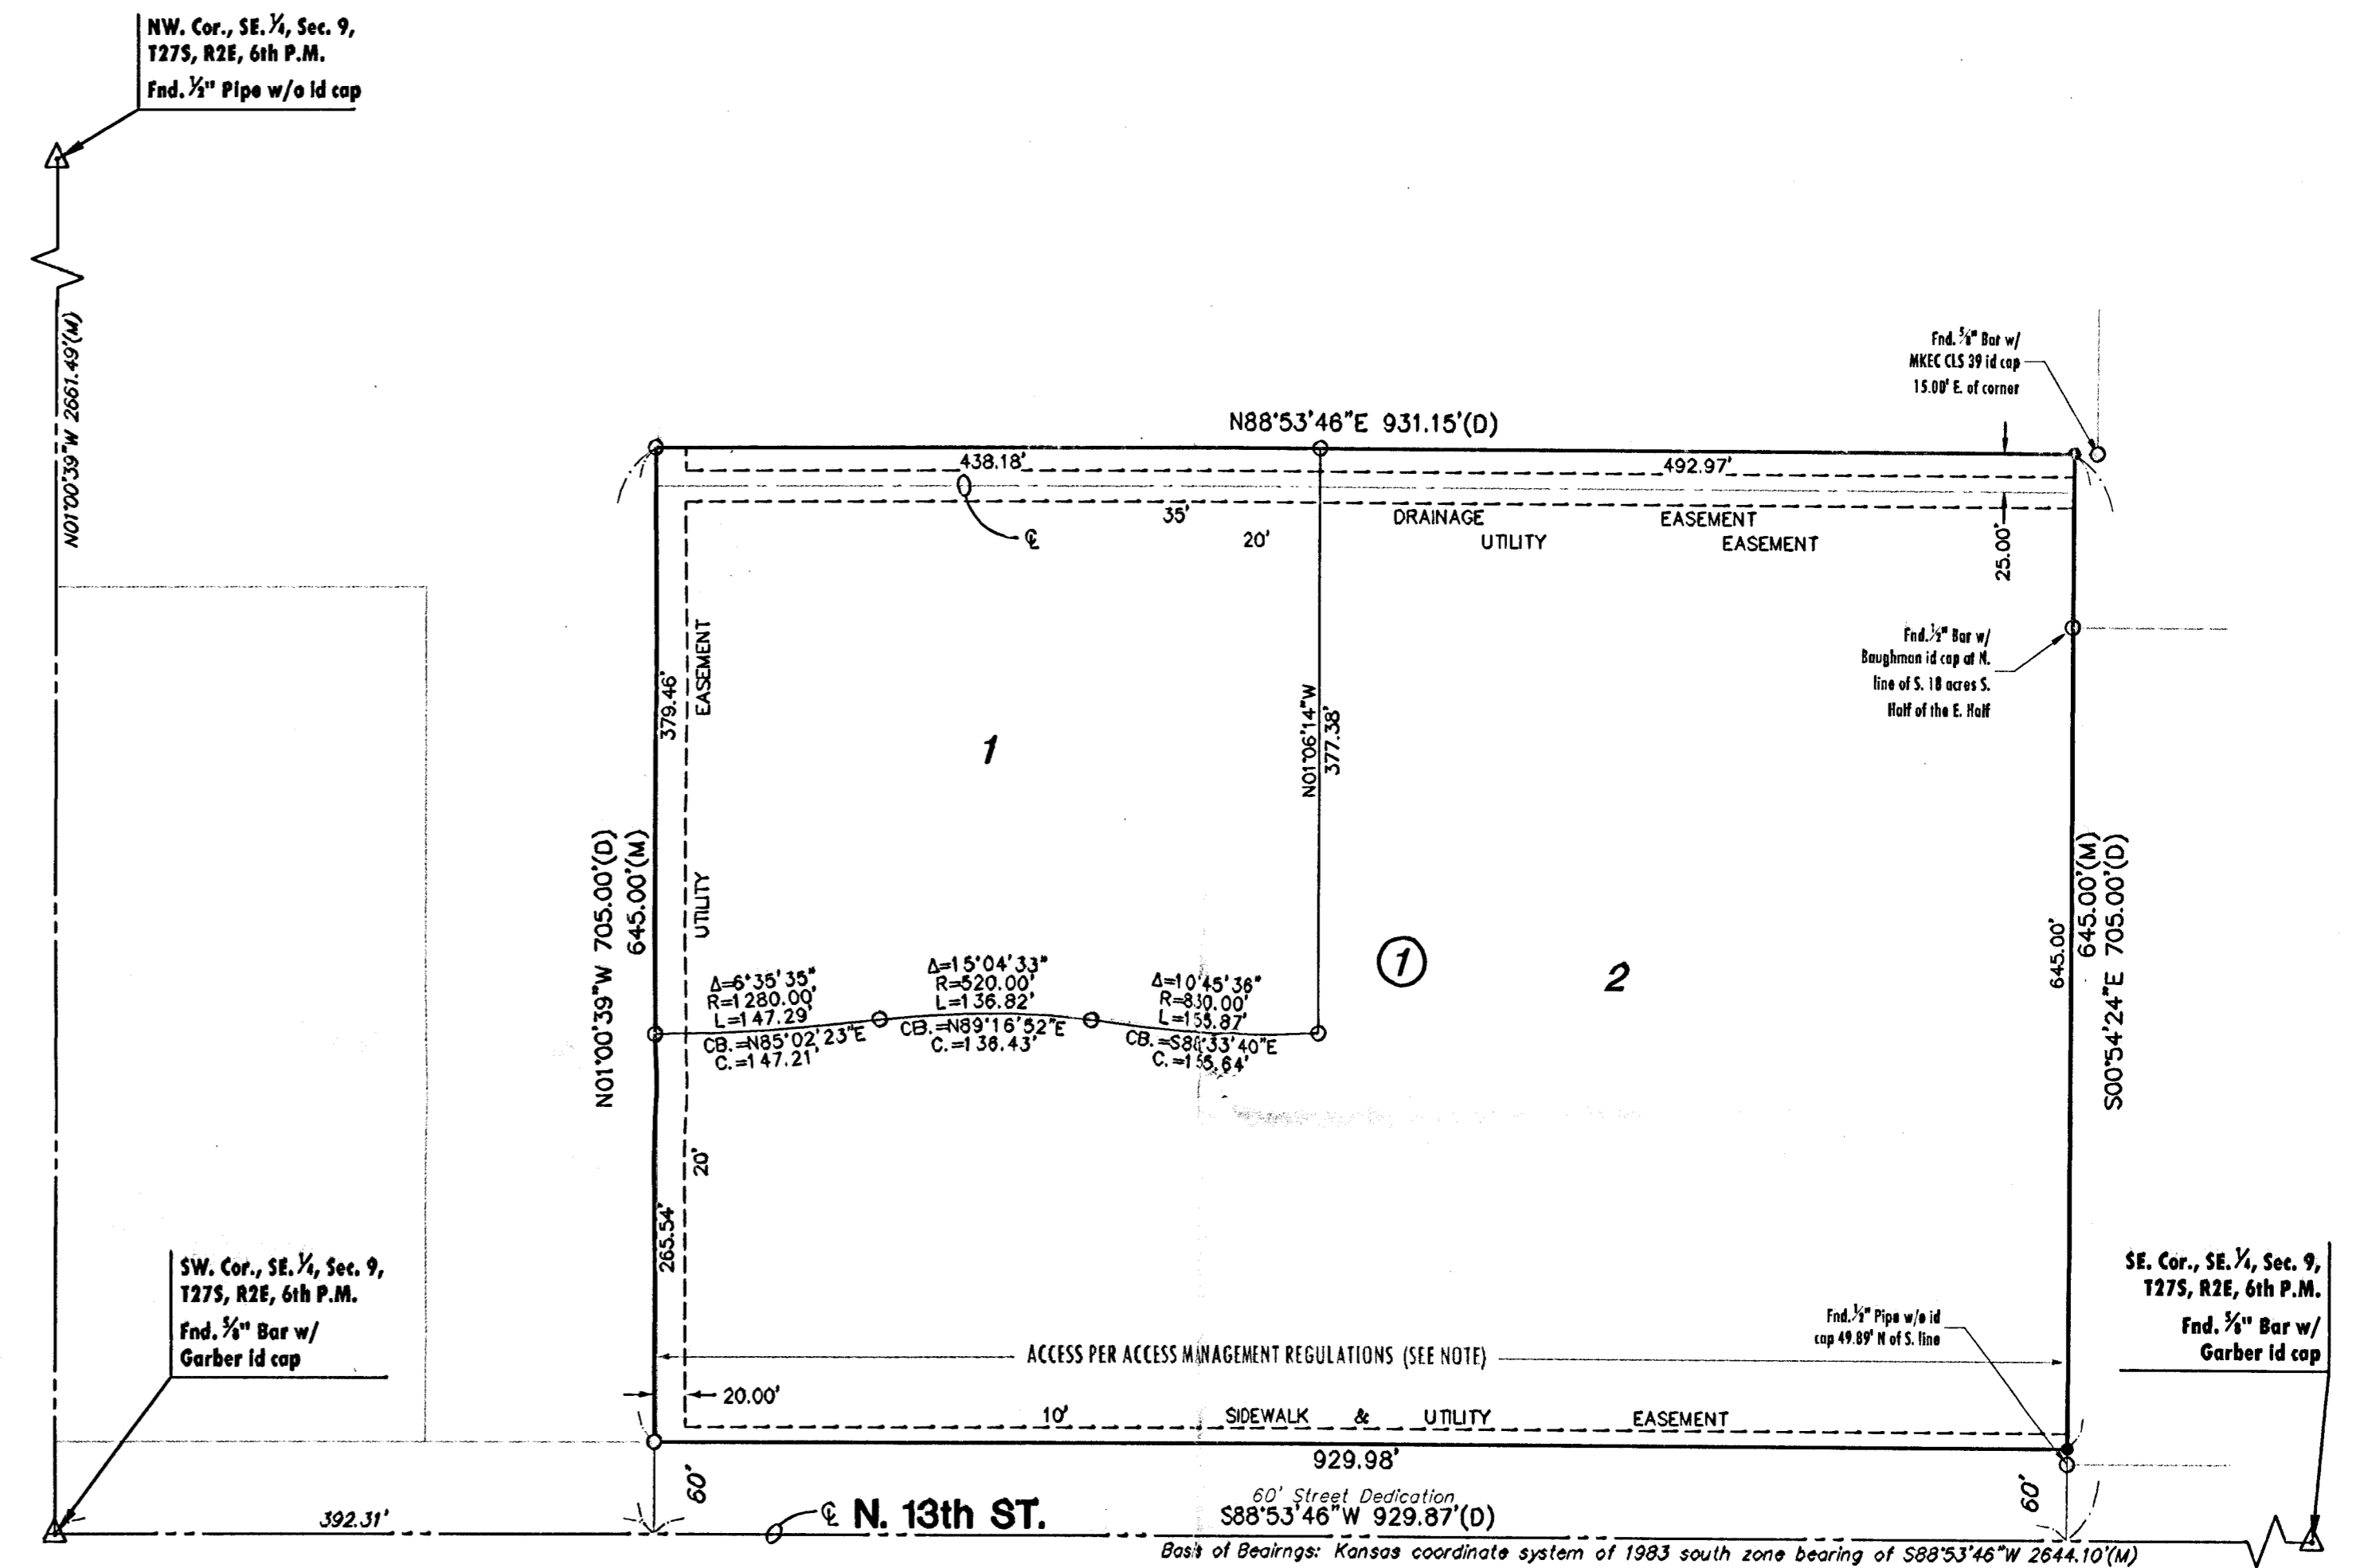 NW. Cor., SE. ¼, Sec. 9,
T27S, R2E, 6th P.M.
Fnd. ½" Pipe w/o id cap
N01°00'39"W 2661.49'(M)
Fnd. ⅝" Bar w/
MKEC CLS 39 id cap
15.00' E. of corner
N88°53'46"E 931.15'(D)
438.18'
492.97'
35' DRAINAGE EASEMENT
20' UTILITY EASEMENT
℄
25.00'
Fnd. ½" Bar w/
Baughman id cap at N.
line of S. 18 acres S.
Half of the E. Half
379.46'
UTILITY EASEMENT
N01°06'14"W
377.38'
1
N01°00'39"W 705.00'(D)
645.00'(M)
645.00'
645.00'(M)
S00°54'24"E 705.00'(D)
Δ=6°35'35"
R=1280.00'
L=147.29'
CB.=N85°02'23"E
C.=147.21'
Δ=15°04'33"
R=520.00'
L=136.82'
CB.=N89°16'52"E
C.=136.43'
Δ=10°45'36"
R=830.00'
L=155.87'
CB.=S8 °33'40"E
C.=155.64'
1
2
20'
265.54'
SW. Cor., SE. ¼, Sec. 9,
T27S, R2E, 6th P.M.
Fnd. ⅝" Bar w/
Garber id cap
SE. Cor., SE. ¼, Sec. 9,
T27S, R2E, 6th P.M.
Fnd. ⅝" Bar w/
Garber id cap
Fnd. ½" Pipe w/o id
cap 49.89' N of S. line
ACCESS PER ACCESS MANAGEMENT REGULATIONS (SEE NOTE)
20.00'
10' SIDEWALK & UTILITY EASEMENT
929.98'
60'
60'
392.31'
℄ N. 13th ST.
60' Street Dedication
S88°53'46"W 929.87'(D)
Basis of Beairngs: Kansas coordinate system of 1983 south zone bearing of S88°53'46"W 2644.10'(M)